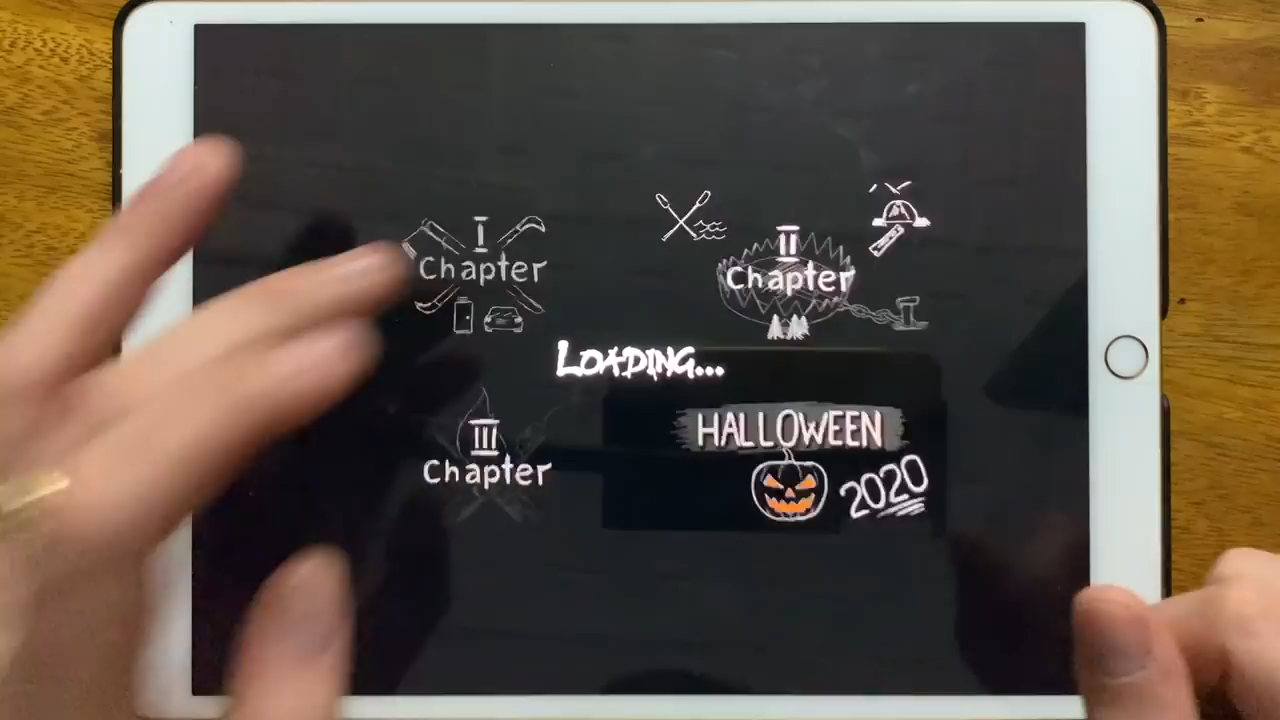 I
Chapter
II
Chapter
LOADING...
III
Chapter
HALLOWEEN
2020